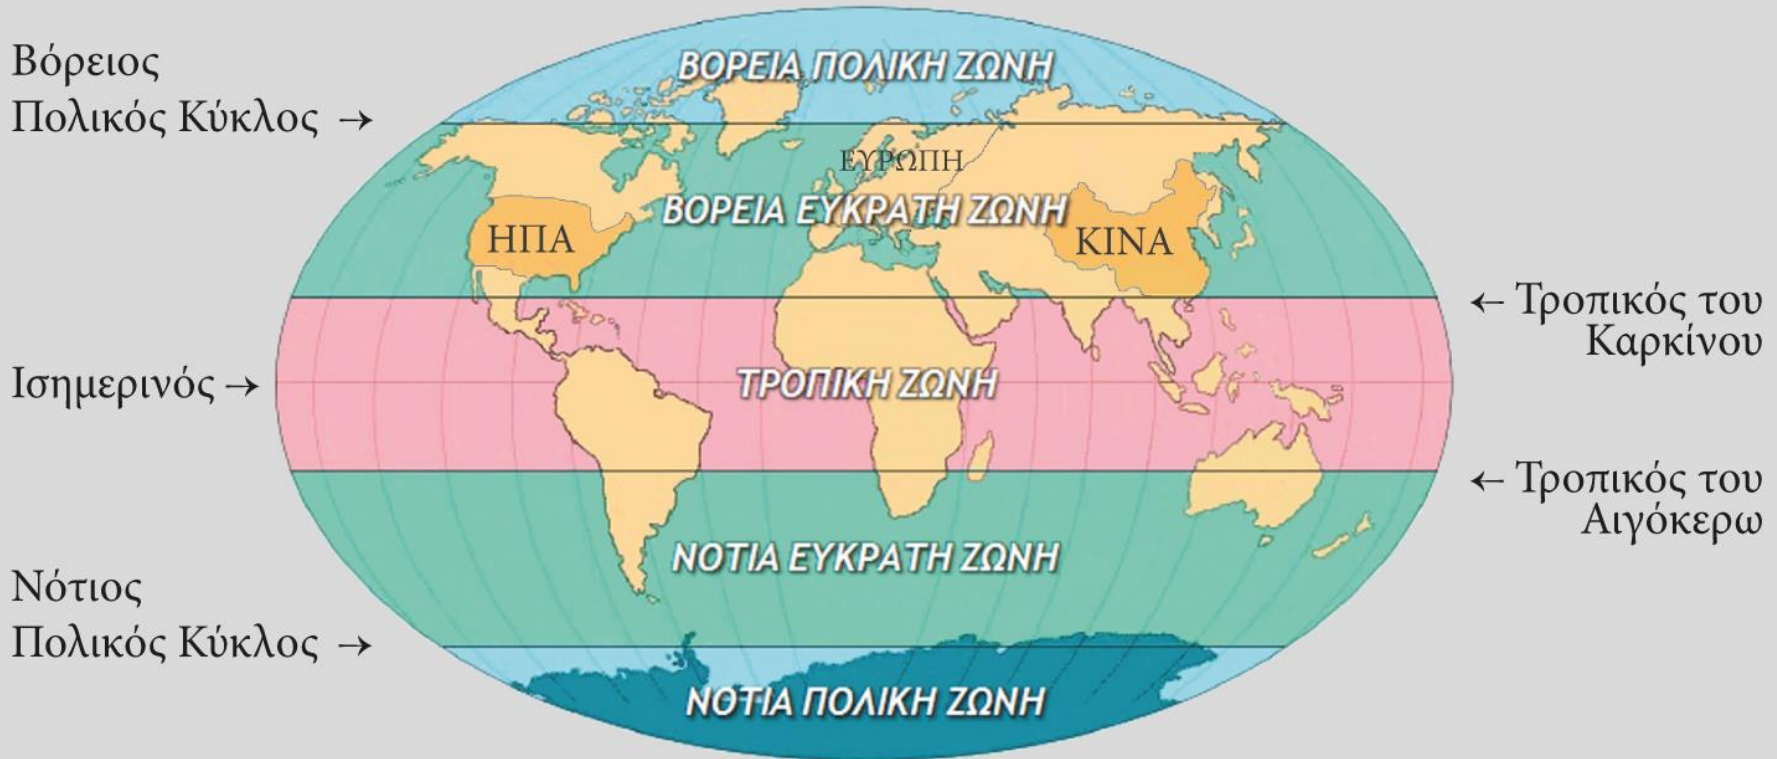 Βόρειος
Πολικός Κύκλος →
ΒΟΡΕΙΑ ΠΟΛΙΚΗ ΖΩΝΗ
ΕΥΡΩΠΗ
ΒΟΡΕΙΑ ΕΥΚΡΑΤΗ ΖΩΝΗ
ΗΠΑ
ΚΙΝΑ
← Τροπικός του
Καρκίνου
Ισημερινός →
ΤΡΟΠΙΚΗ ΖΩΝΗ
← Τροπικός του
Αιγόκερω
ΝΟΤΙΑ ΕΥΚΡΑΤΗ ΖΩΝΗ
Νότιος
Πολικός Κύκλος →
ΝΟΤΙΑ ΠΟΛΙΚΗ ΖΩΝΗ